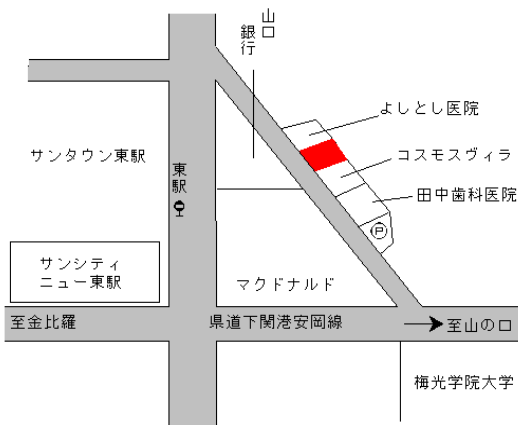 山口
銀行
よしとし医院
サンタウン東駅
コスモスヴィラ
東駅
田中歯科医院
P
サンシティ
ニュー東駅
マクドナルド
至金比羅
県道下関港安岡線
至山の口
梅光学院大学